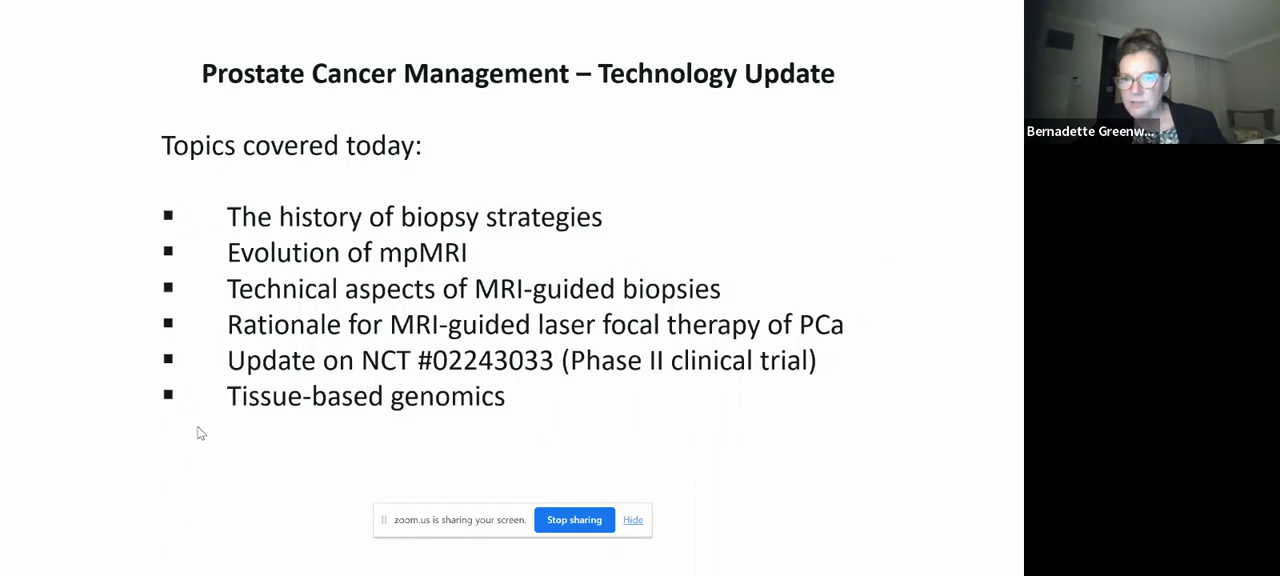 Prostate Cancer Management – Technology Update
Topics covered today:
▪ The history of biopsy strategies
▪ Evolution of mpMRI
▪ Technical aspects of MRI-guided biopsies
▪ Rationale for MRI-guided laser focal therapy of PCa
▪ Update on NCT #02243033 (Phase II clinical trial)
▪ Tissue-based genomics
zoom.us is sharing your screen. Stop sharing Hide
Bernadette Greenw...